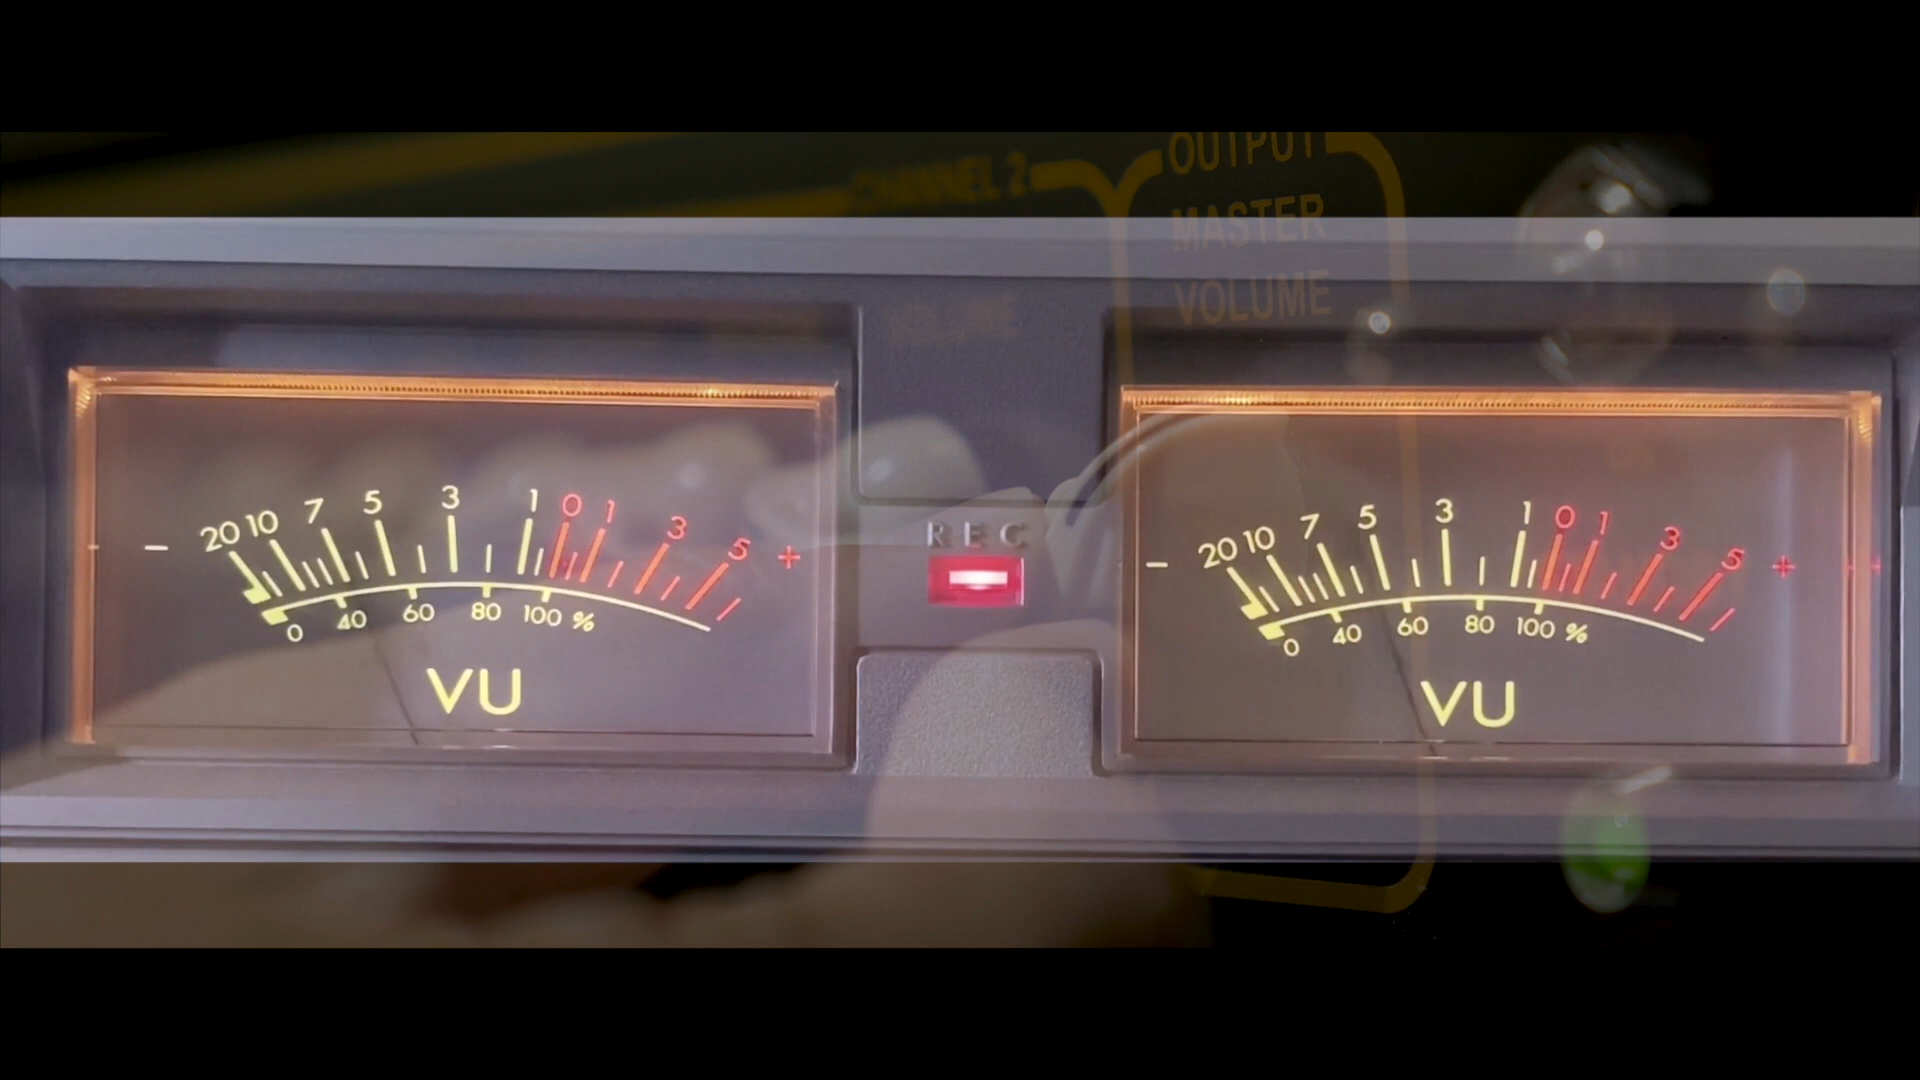 CHANNEL 2
OUTPUT
MASTER
VOLUME
VOLUME
20 10 7 5 3 1 0 1 3 5 +
−
0 40 60 80 100 %
VU
REC
20 10 7 5 3 1 0 1 3 5 +
−
0 40 60 80 100 %
VU